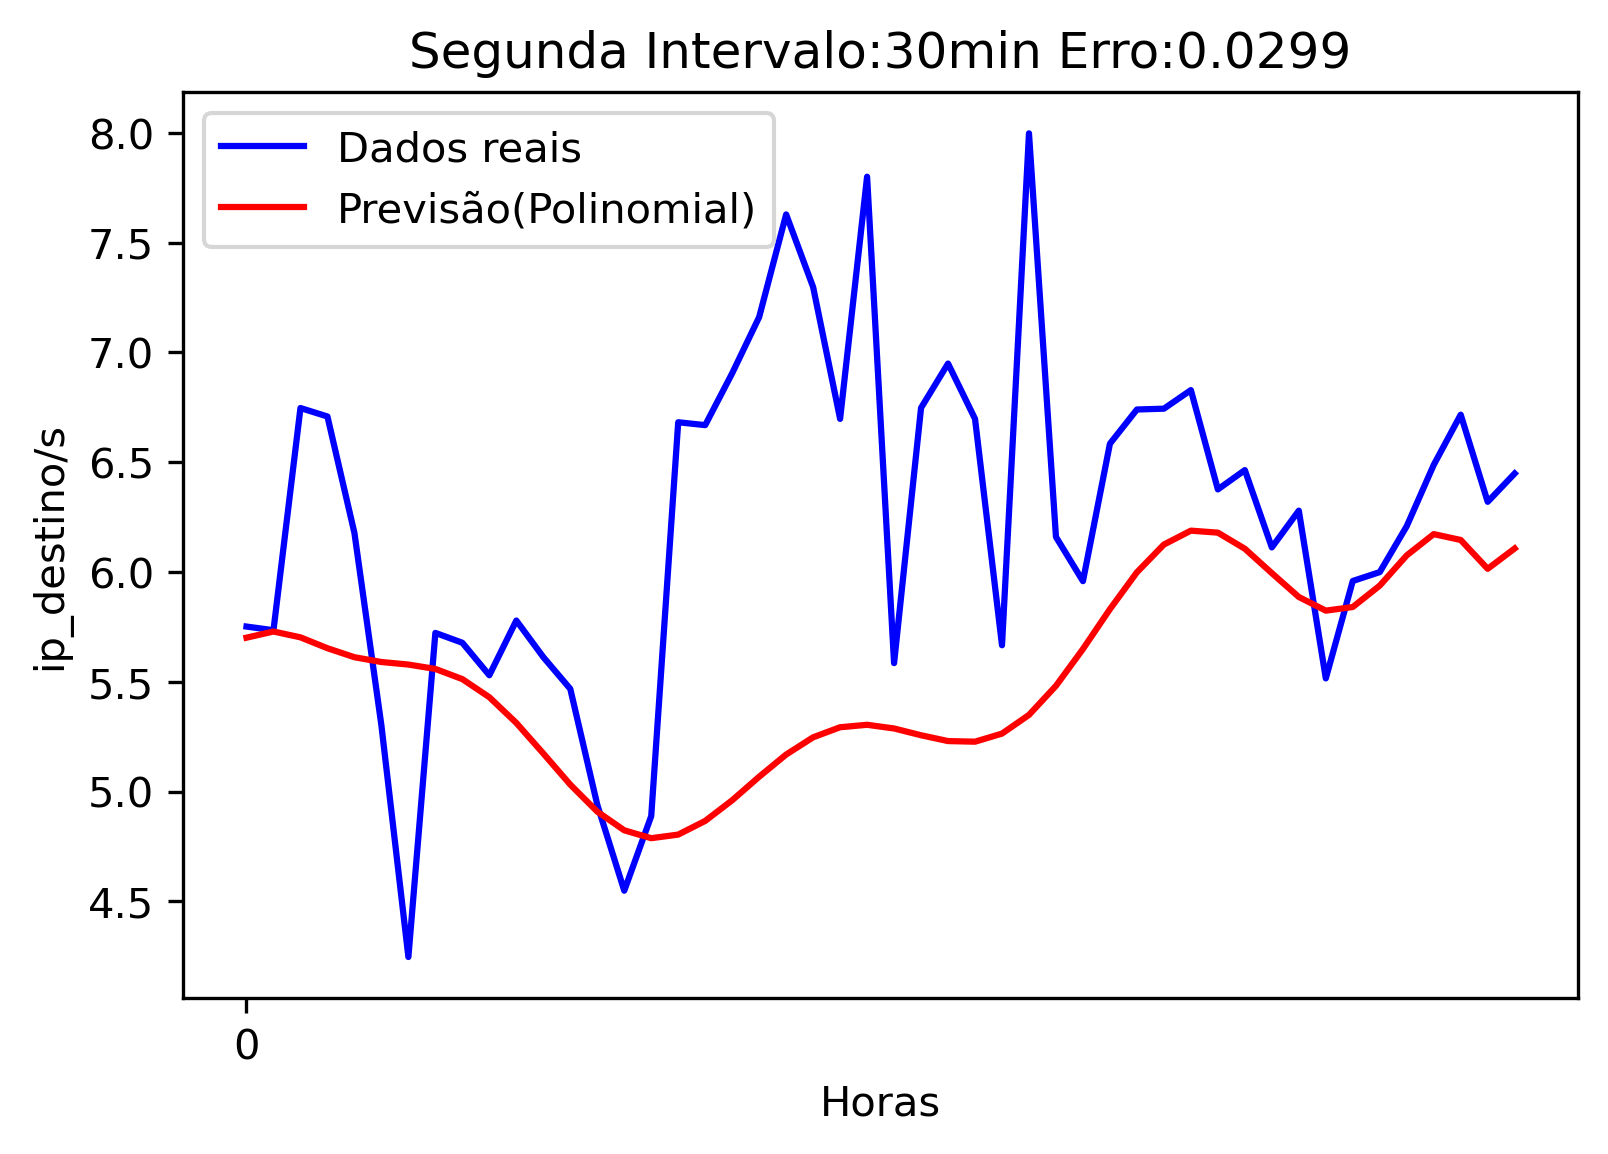 Segunda Intervalo:30min Erro:0.0299
Dados reais
Previsão(Polinomial)
8.0
7.5
7.0
6.5
6.0
5.5
5.0
4.5
ip_destino/s
0
Horas